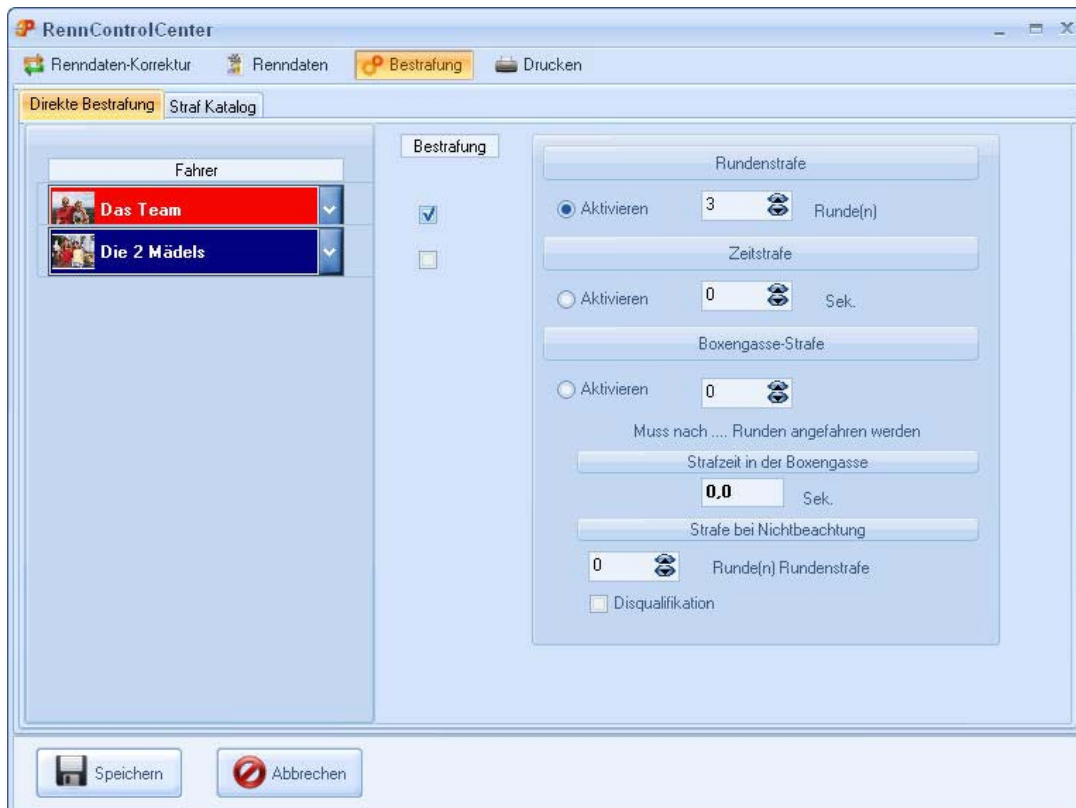 RennControlCenter
Renndaten-Korrektur Renndaten Bestrafung Drucken
Direkte Bestrafung Straf Katalog
Fahrer
Das Team
Die 2 Mädels
Bestrafung
Rundenstrafe
Aktivieren 3 Runde(n)
Zeitstrafe
Aktivieren 0 Sek.
Boxengasse-Strafe
Aktivieren 0
Muss nach .... Runden angefahren werden
Strafzeit in der Boxengasse
0,0 Sek.
Strafe bei Nichtbeachtung
0 Runde(n) Rundenstrafe
Disqualifikation
Speichern Abbrechen